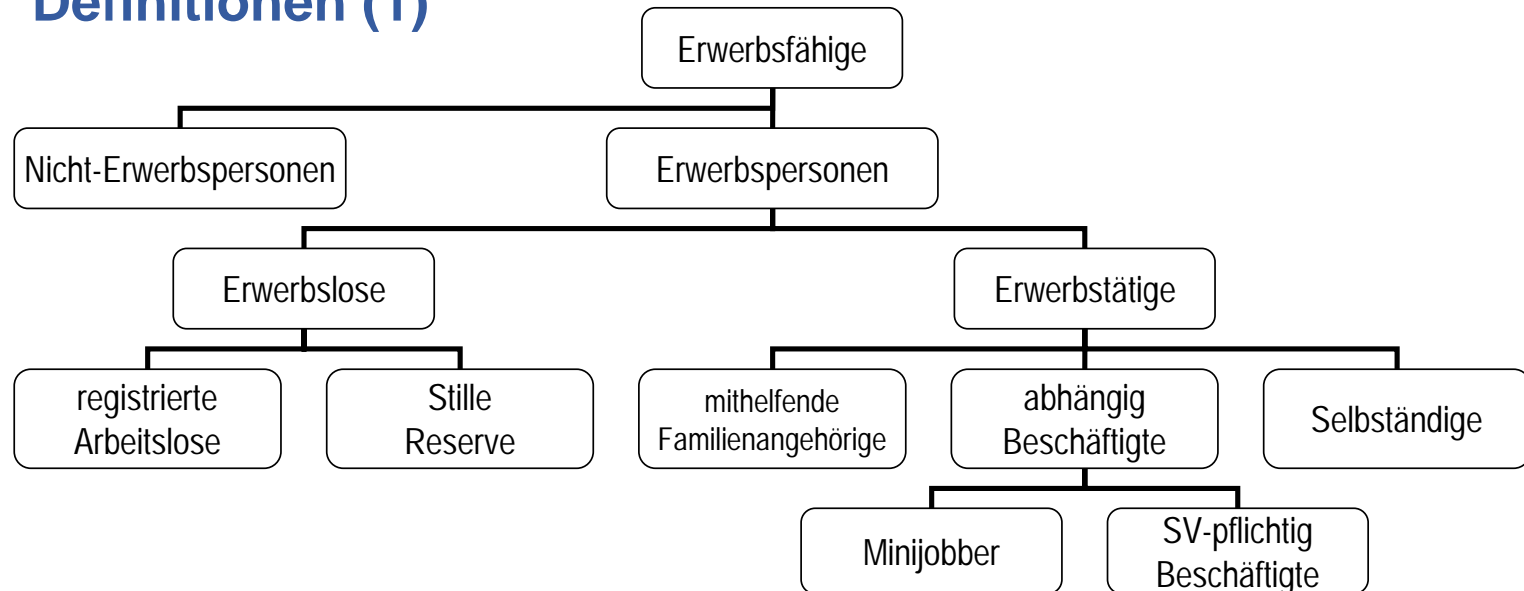 Definitionen (1)
Erwerbsfähige
Nicht-Erwerbspersonen
Erwerbspersonen
Erwerbslose
Erwerbstätige
registrierte
Arbeitslose
Stille
Reserve
mithelfende
Familienangehörige
abhängig
Beschäftigte
Selbständige
Minijobber
SV-pflichtig
Beschäftigte